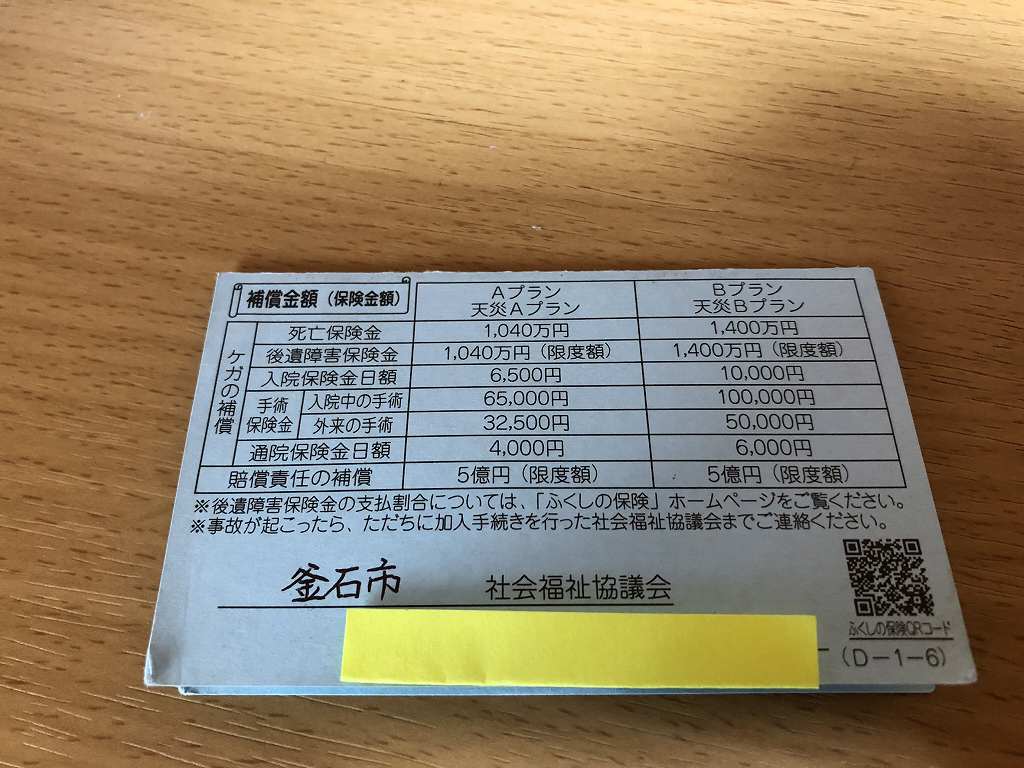 補償金額（保険金額） Aプラン 天災Aプラン Bプラン 天災Bプラン
ケガの補償 死亡保険金 1,040万円 1,400万円
後遺障害保険金 1,040万円（限度額） 1,400万円（限度額）
入院保険金日額 6,500円 10,000円
手術保険金 入院中の手術 65,000円 100,000円
外来の手術 32,500円 50,000円
通院保険金日額 4,000円 6,000円
賠償責任の補償 5億円（限度額） 5億円（限度額）
※後遺障害保険金の支払割合については、「ふくしの保険」ホームページをご覧ください。
※事故が起こったら、ただちに加入手続きを行った社会福祉協議会までご連絡ください。
釜石市 社会福祉協議会
ふくしの保険QRコード
（D－1－6）